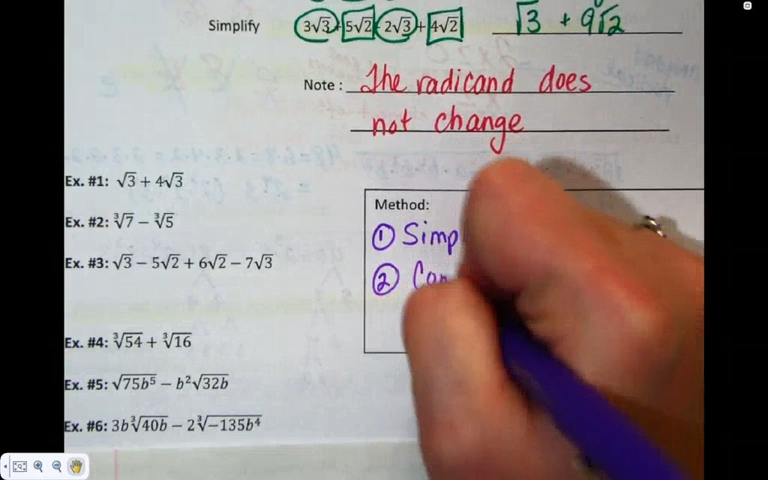 Simplify 3√3 + 5√2 - 2√3 + 4√2 √3 + 9√2
Note: The radicand does
not change
Ex. #1: √3 + 4√3
Method:
Ex. #2: ∛7 − ∛5
① Simp
Ex. #3: √3 − 5√2 + 6√2 − 7√3
②
Ex. #4: ∛54 + ∛16
Ex. #5: √75b⁵ − b²√32b
Ex. #6: 3b∛40b − 2∛−135b⁴